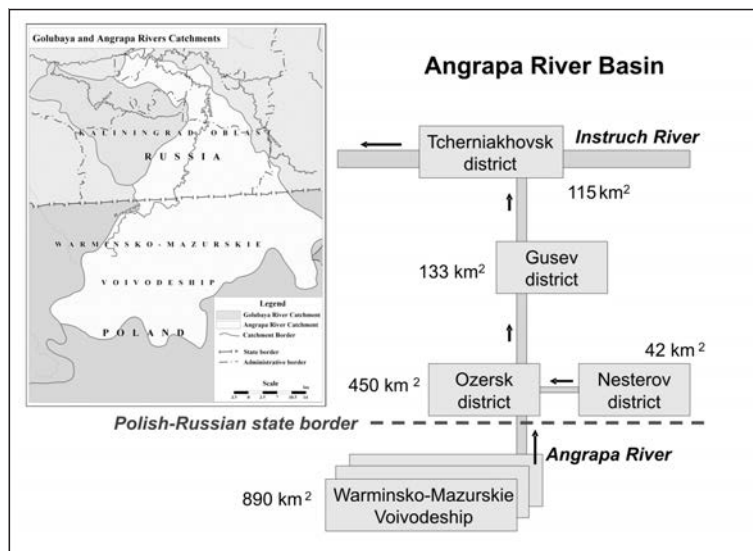 Golubaya and Angrapa Rivers Catchments
KALININGRAD OBLAST
RUSSIA
WARMINSKO-MAZURSKIE
VOIVODESHIP
POLAND
Legend
Golubaya River Catchment
Angrapa River Catchment
Catchment Border
State border
Administrative border
Scale
Angrapa River Basin
Instruch River
Tcherniakhovsk
district
115 km²
Gusev
district
133 km²
42 km²
Ozersk
district
450 km²
Nesterov
district
Polish-Russian state border
Angrapa River
890 km²
Warminsko-Mazurskie
Voivodeship